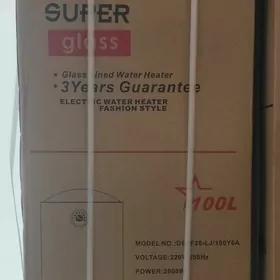 SUPER
glass
• Glass Lined Water Heater
• 3Years Guarantee
ELECTRIC WATER HEATER
FASHION STYLE
100L
MODEL.NO:
VOLTAGE:220V
POWER:2000W